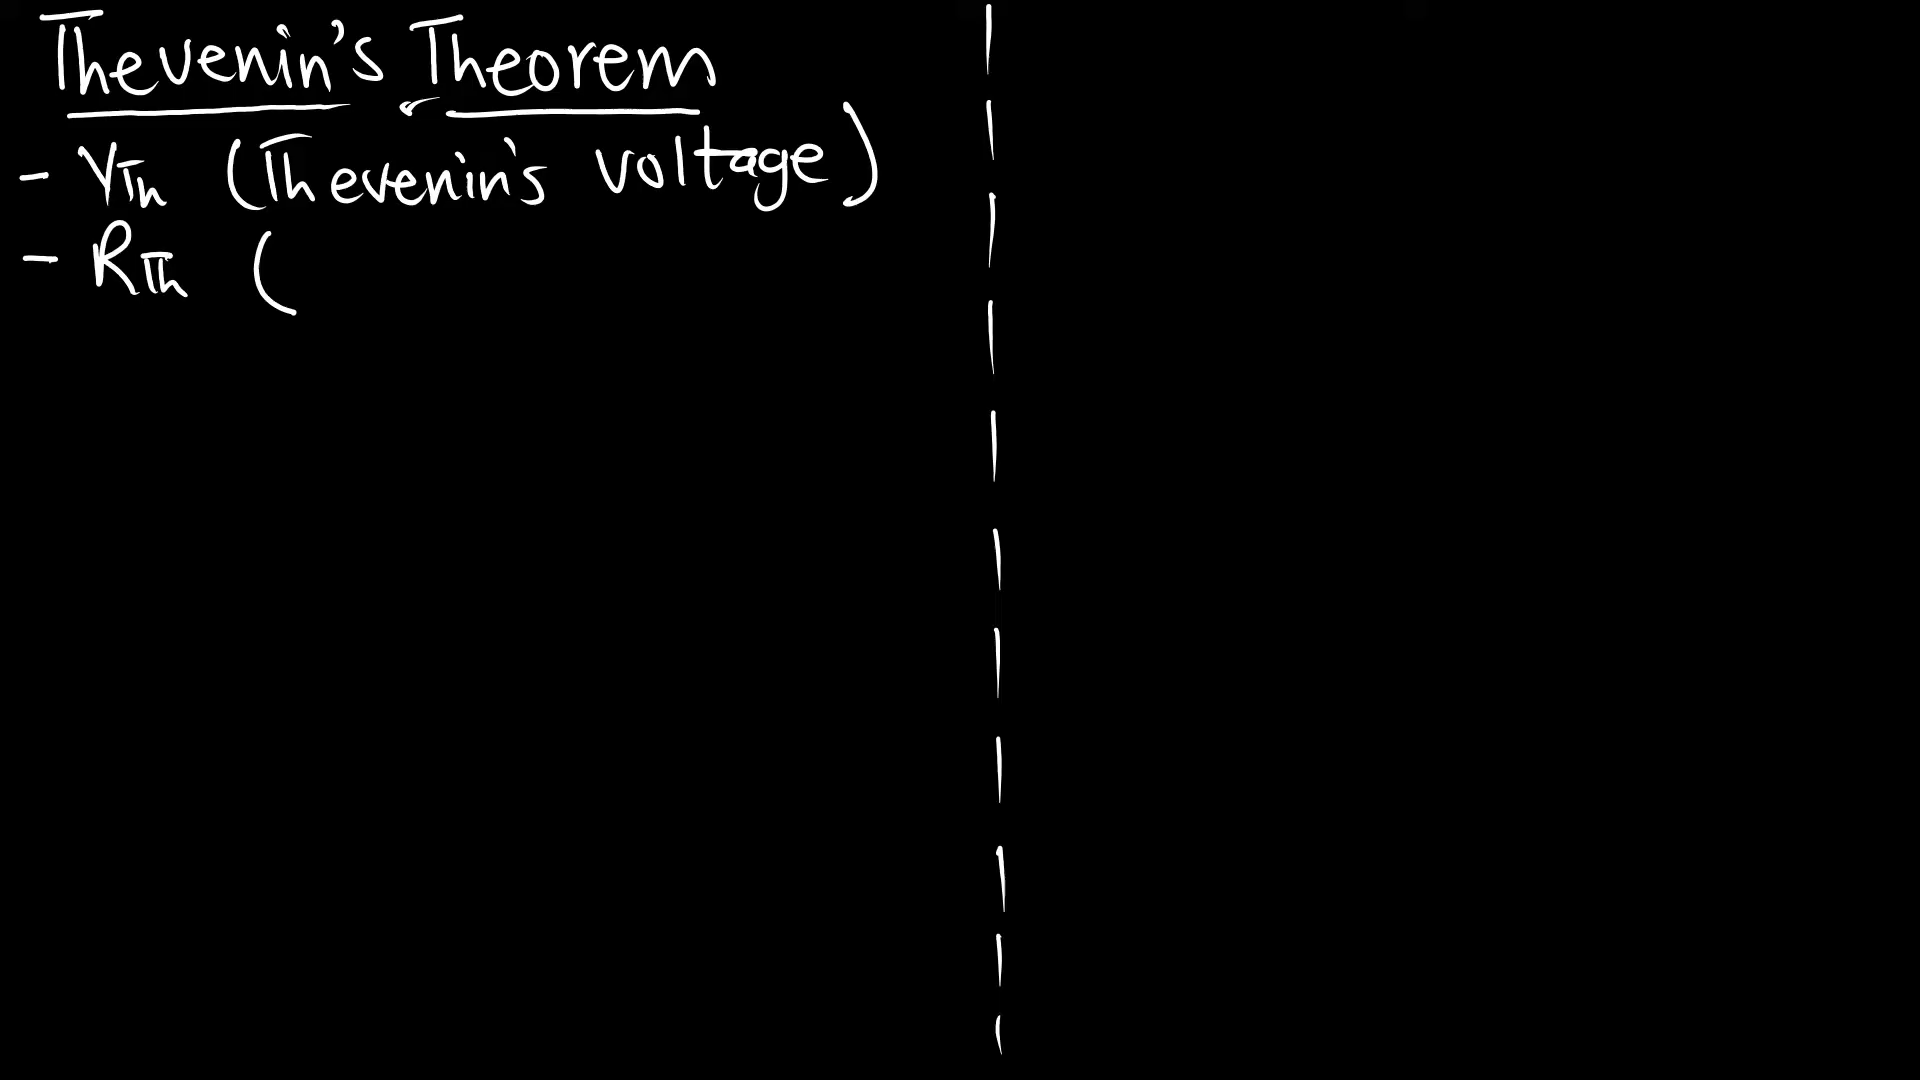 Thevenin's Theorem
- VTh (Thevenin's voltage)
- RTh (